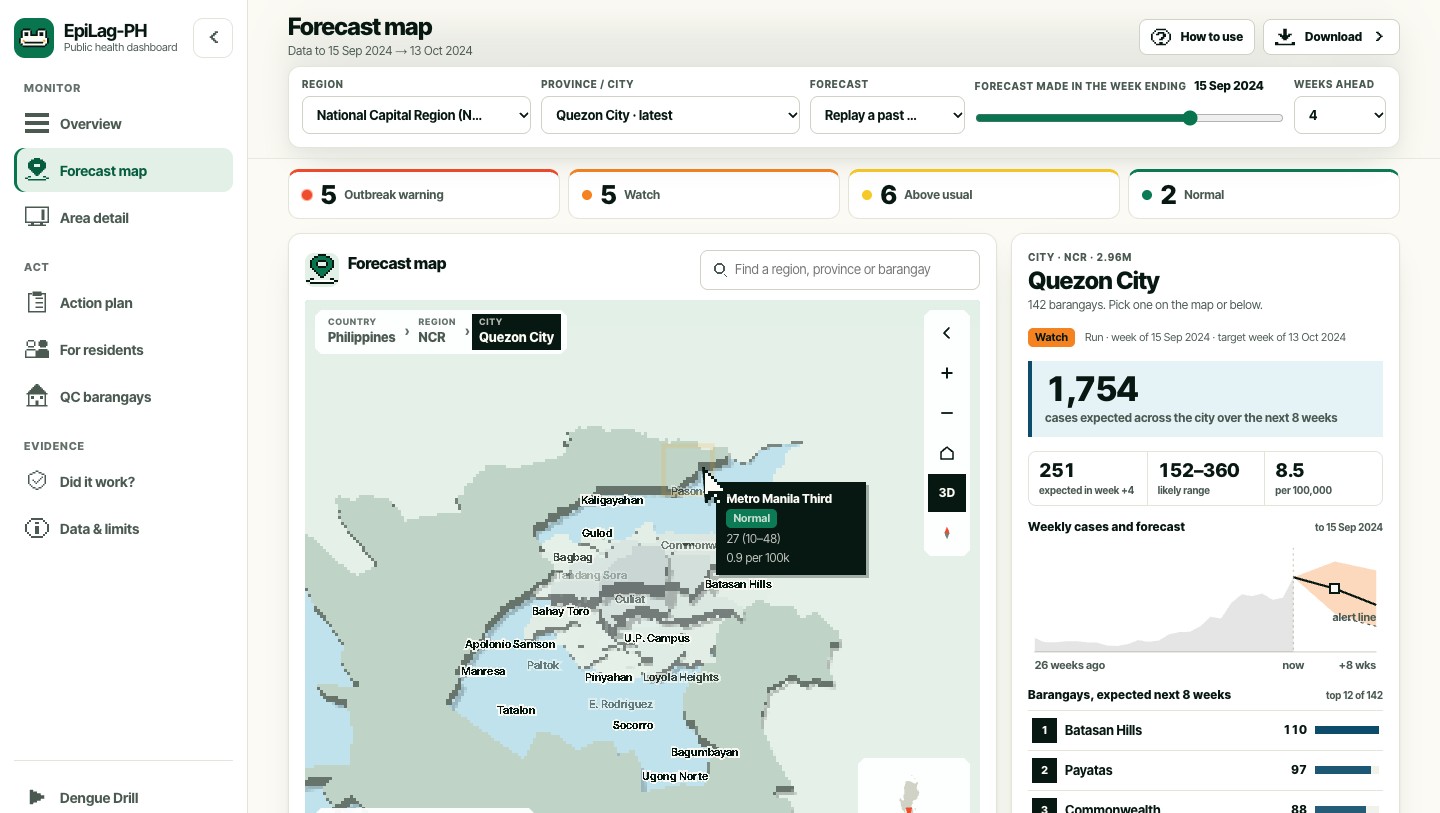 EpiLag-PH
Public health dashboard
MONITOR
Overview
Forecast map
Area detail
ACT
Action plan
For residents
QC barangays
EVIDENCE
Did it work?
Data & limits
Dengue Drill
Forecast map
Data to 15 Sep 2024 → 13 Oct 2024
How to use
Download
REGION
National Capital Region (N...
PROVINCE / CITY
Quezon City · latest
FORECAST
Replay a past ...
FORECAST MADE IN THE WEEK ENDING 15 Sep 2024
WEEKS AHEAD
4
5 Outbreak warning
5 Watch
6 Above usual
2 Normal
Forecast map
Find a region, province or barangay
COUNTRY
Philippines
REGION
NCR
CITY
Quezon City
3D
Kaligayahan
Gulod
Bagbag
Tandang Sora
Culiat
Batasan Hills
Bahay Toro
U.P. Campus
Apolonio Samson
Paltok
Manresa
Pinyahan
Loyola Heights
E. Rodriguez
Tatalon
Socorro
Bagumbayan
Ugong Norte
Metro Manila Third
Normal
27 (10–48)
0.9 per 100k
CITY · NCR · 2.96M
Quezon City
142 barangays. Pick one on the map or below.
Watch
Run · week of 15 Sep 2024 · target week of 13 Oct 2024
1,754
cases expected across the city over the next 8 weeks
251
expected in week +4
152–360
likely range
8.5
per 100,000
Weekly cases and forecast
to 15 Sep 2024
alert line
26 weeks ago
now
+8 wks
Barangays, expected next 8 weeks
top 12 of 142
1 Batasan Hills 110
2 Payatas 97
3 Commonwealth 88